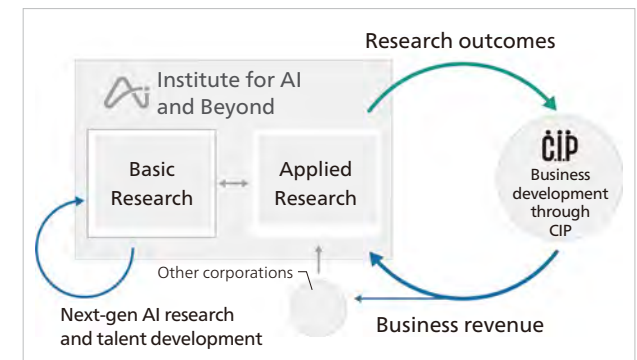 Research outcomes
Institute for AI
and Beyond
Basic
Research
Applied
Research
C.I.P
Business
development
through
CIP
Other corporations
Next-gen AI research
and talent development
Business revenue